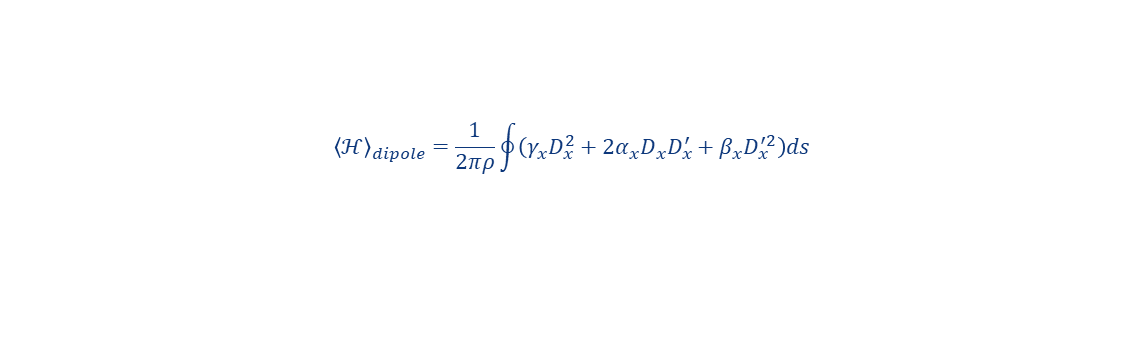 ⟨ℋ⟩_{dipole} = \frac{1}{2πρ} ∮(γ_x D_x^2 + 2α_x D_x D_x' + β_x D_x'^2)ds